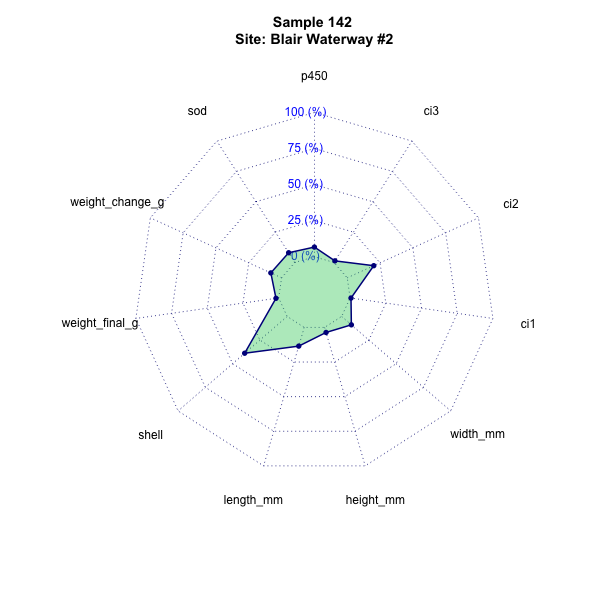 Sample 142
Site: Blair Waterway #2
p450
sod
ci3
100 (%)
75 (%)
weight_change_g
ci2
50 (%)
25 (%)
0 (%)
weight_final_g
ci1
shell
width_mm
length_mm
height_mm